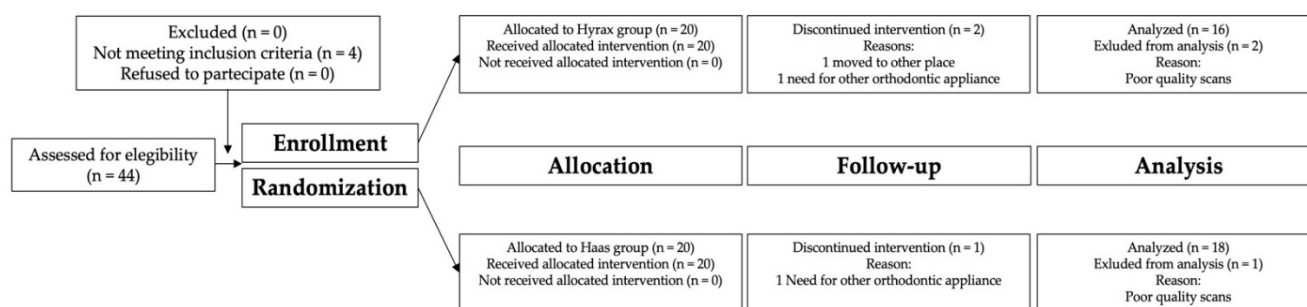 Excluded (n = 0)
Not meeting inclusion criteria (n = 4)
Refused to partecipate (n = 0)
Assessed for elegibility
(n = 44)
Enrollment
Randomization
Allocated to Hyrax group (n = 20)
Received allocated intervention (n = 20)
Not received allocated intervention (n = 0)
Discontinued intervention (n = 2)
Reasons:
1 moved to other place
1 need for other orthodontic appliance
Analyzed (n = 16)
Exluded from analysis (n = 2)
Reason:
Poor quality scans
Allocation
Follow-up
Analysis
Allocated to Haas group (n = 20)
Received allocated intervention (n = 20)
Not received allocated intervention (n = 0)
Discontinued intervention (n = 1)
Reason:
1 Need for other orthodontic appliance
Analyzed (n = 18)
Exluded from analysis (n = 1)
Reason:
Poor quality scans